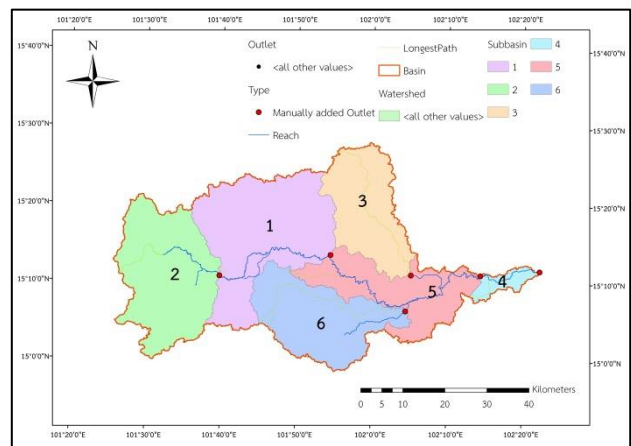 101°20'0"E 101°30'0"E 101°40'0"E 101°50'0"E 102°0'0"E 102°10'0"E 102°20'0"E
15°40'0"N
15°30'0"N
15°20'0"N
15°10'0"N
15°0'0"N
N
Outlet
<all other values>
Type
Manually added Outlet
Reach
LongestPath
Basin
Watershed
<all other values>
Subbasin
1
2
3
4
5
6
1
2
3
4
5
6
Kilometers
0 5 10 20 30 40
15°40'0"N
15°30'0"N
15°20'0"N
15°10'0"N
15°0'0"N
101°20'0"E 101°30'0"E 101°40'0"E 101°50'0"E 102°0'0"E 102°10'0"E 102°20'0"E